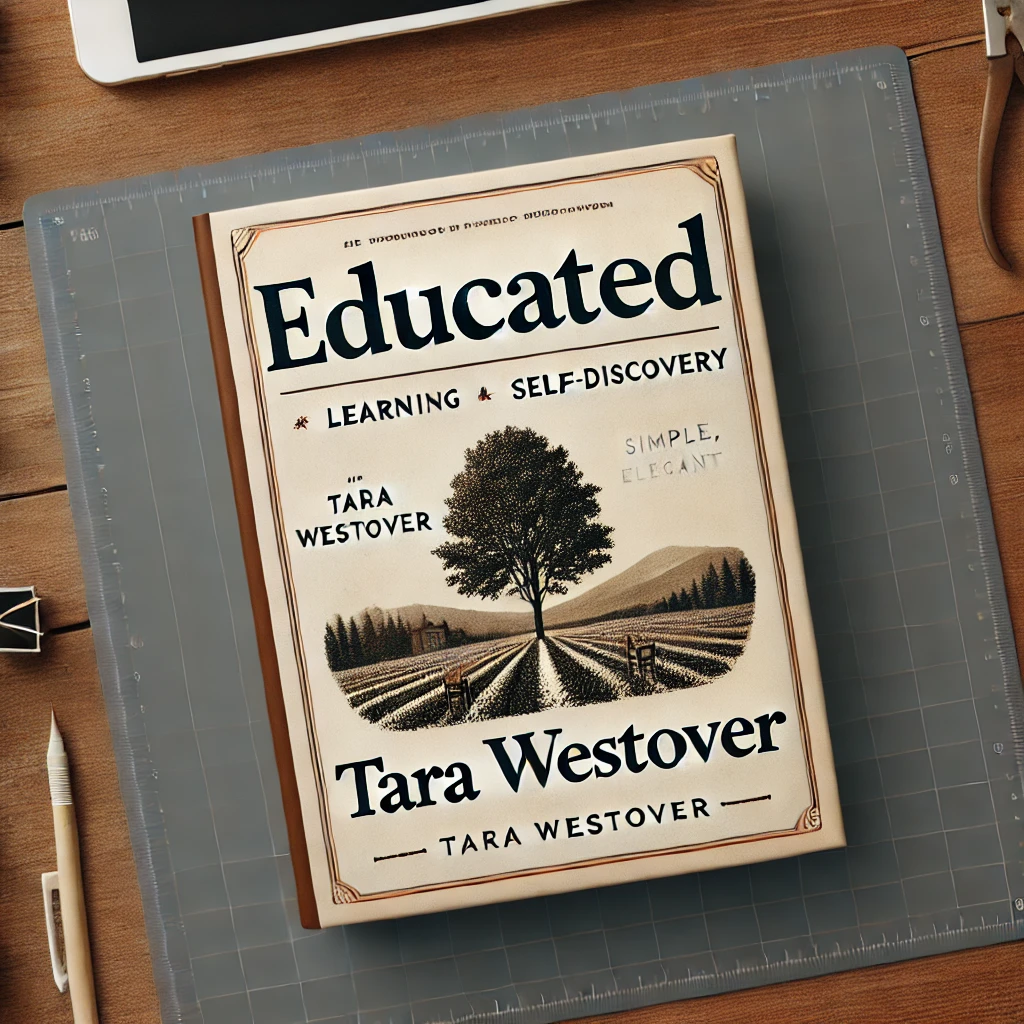 Educated
LEARNING & SELF-DISCOVERY
SIMPLE,
ELEGANT
TARA
WESTOVER
Tara Westover
TARA WESTOVER